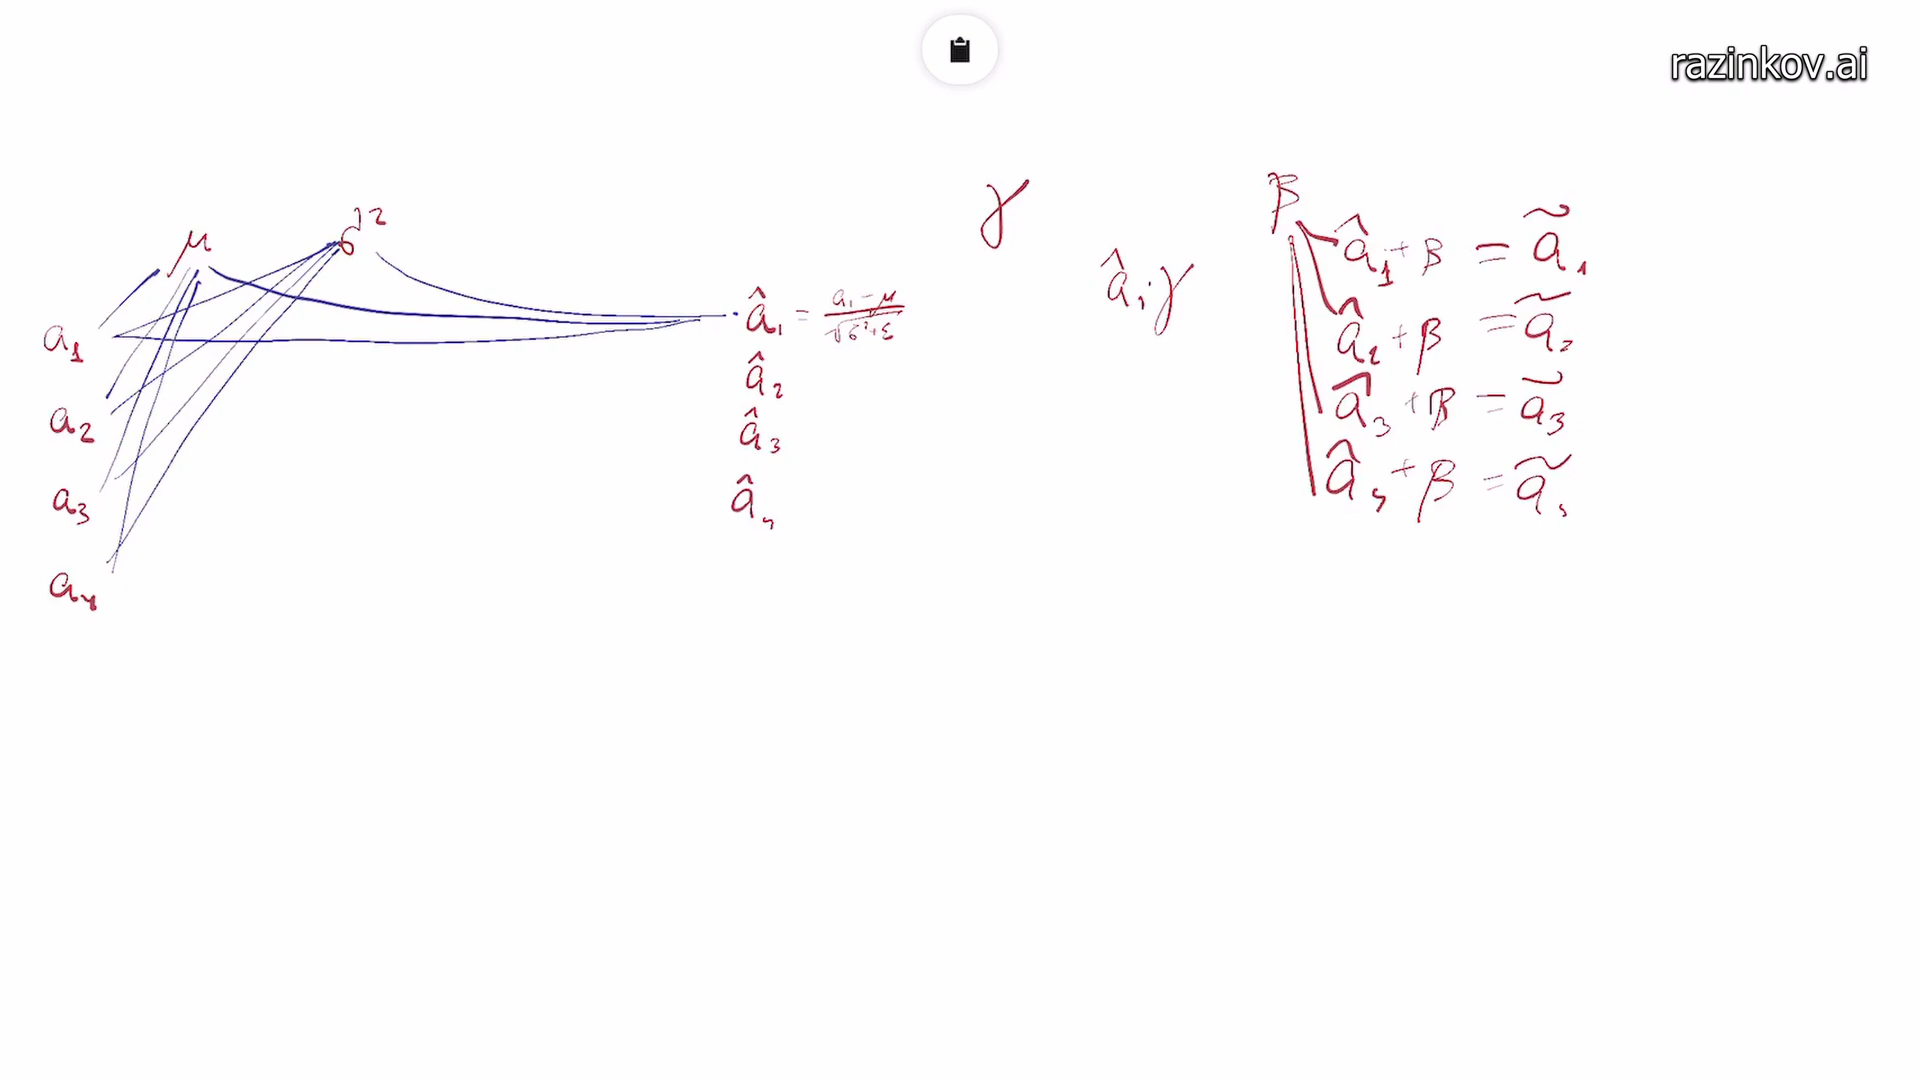 razinkov.ai
μ
σ²
γ
β
a₁
a₂
a₃
a₄
â₁ = (a₁ - μ) / √(σ² + ε)
â₂
â₃
â₄
âᵢγ
â₁ + β = ã₁
â₂ + β = ã₂
â₃ + β = ã₃
â₄ + β = ã₄